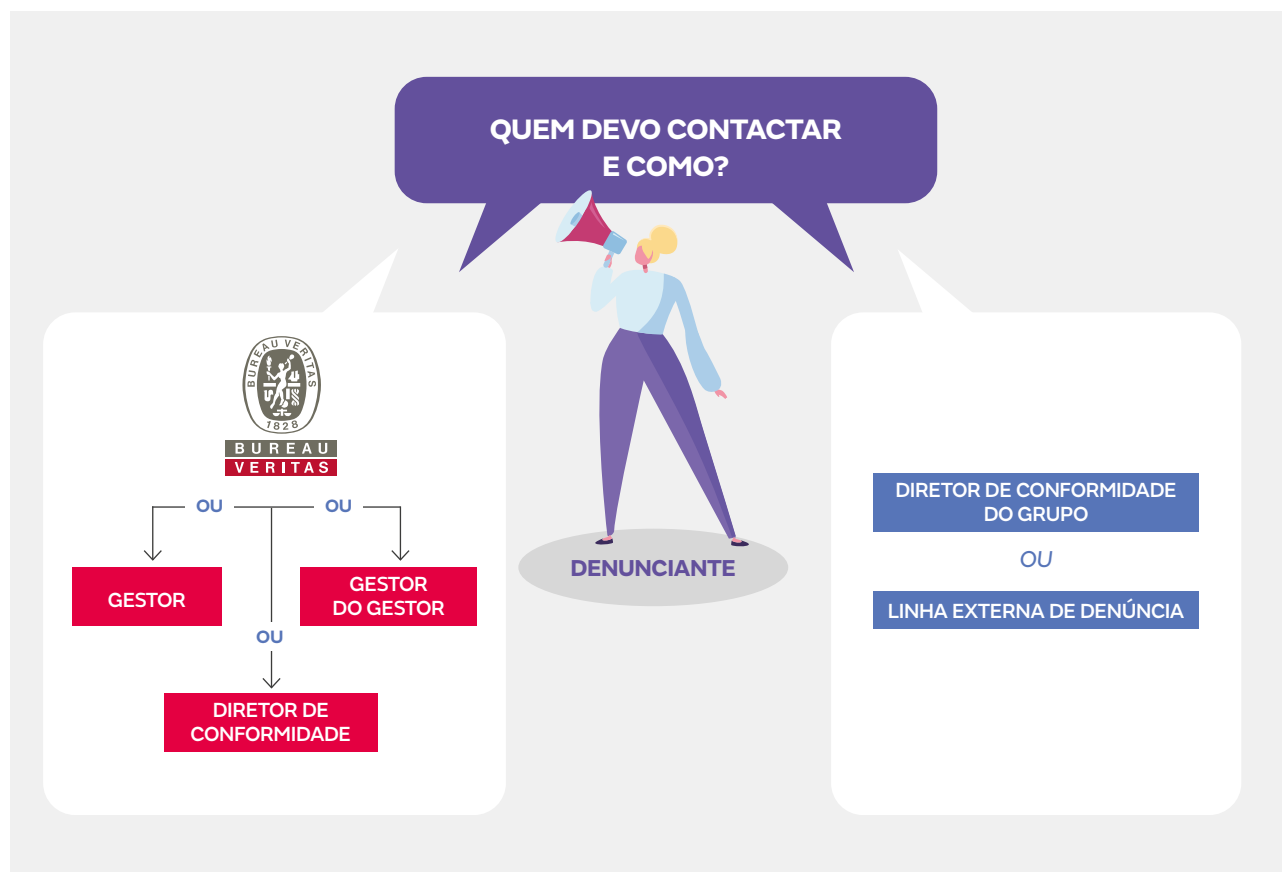 QUEM DEVO CONTACTAR
E COMO?
BUREAU VERITAS
1828
BUREAU
VERITAS
OU
OU
GESTOR
GESTOR
DO GESTOR
OU
DIRETOR DE
CONFORMIDADE
DENUNCIANTE
DIRETOR DE CONFORMIDADE
DO GRUPO
OU
LINHA EXTERNA DE DENÚNCIA